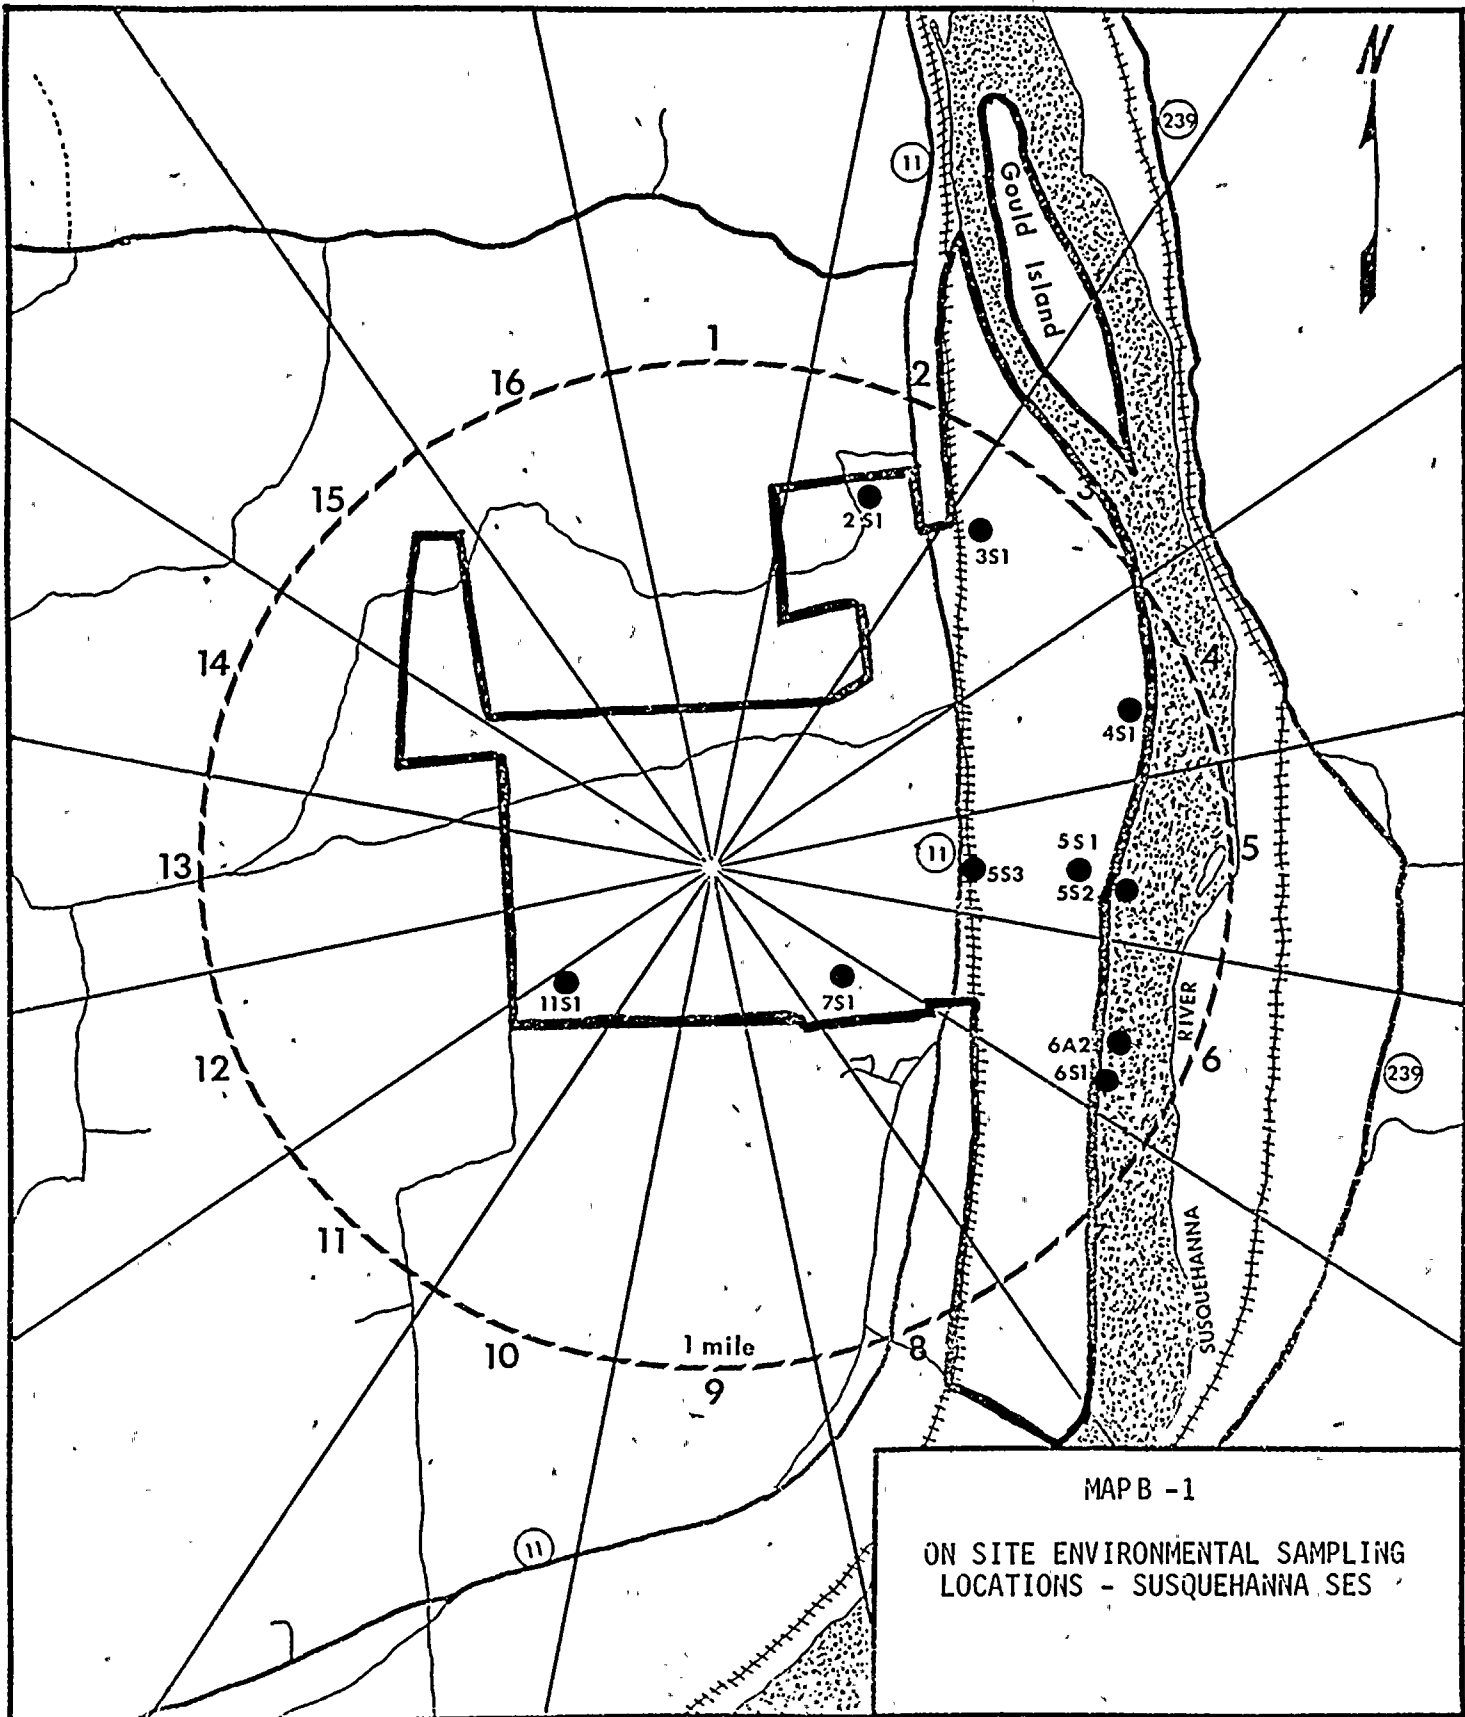 N
239
11
Gould Island
1
2
16
3
15
2S1
3S1
14
4
4S1
13
11
5S3
5S1
5S2
5
11S1
7S1
RIVER
6A2
6S1
6
12
239
11
SUSQUEHANNA
10
1 mile
9
8
11
MAP B -1
ON SITE ENVIRONMENTAL SAMPLING
LOCATIONS - SUSQUEHANNA SES